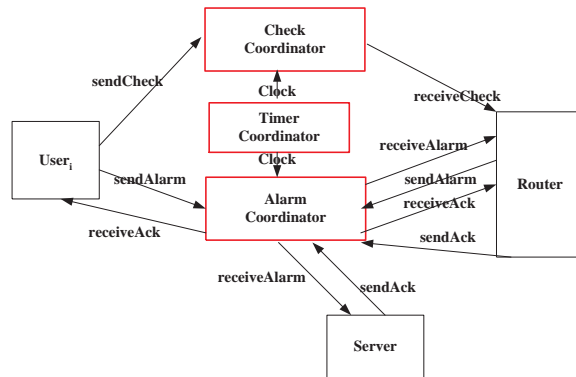 Check
Coordinator
sendCheck
Clock
receiveCheck
Timer
Coordinator
receiveAlarm
Clock
User_i
sendAlarm
sendAlarm
Router
Alarm
Coordinator
receiveAck
receiveAck
sendAck
receiveAlarm
sendAck
Server